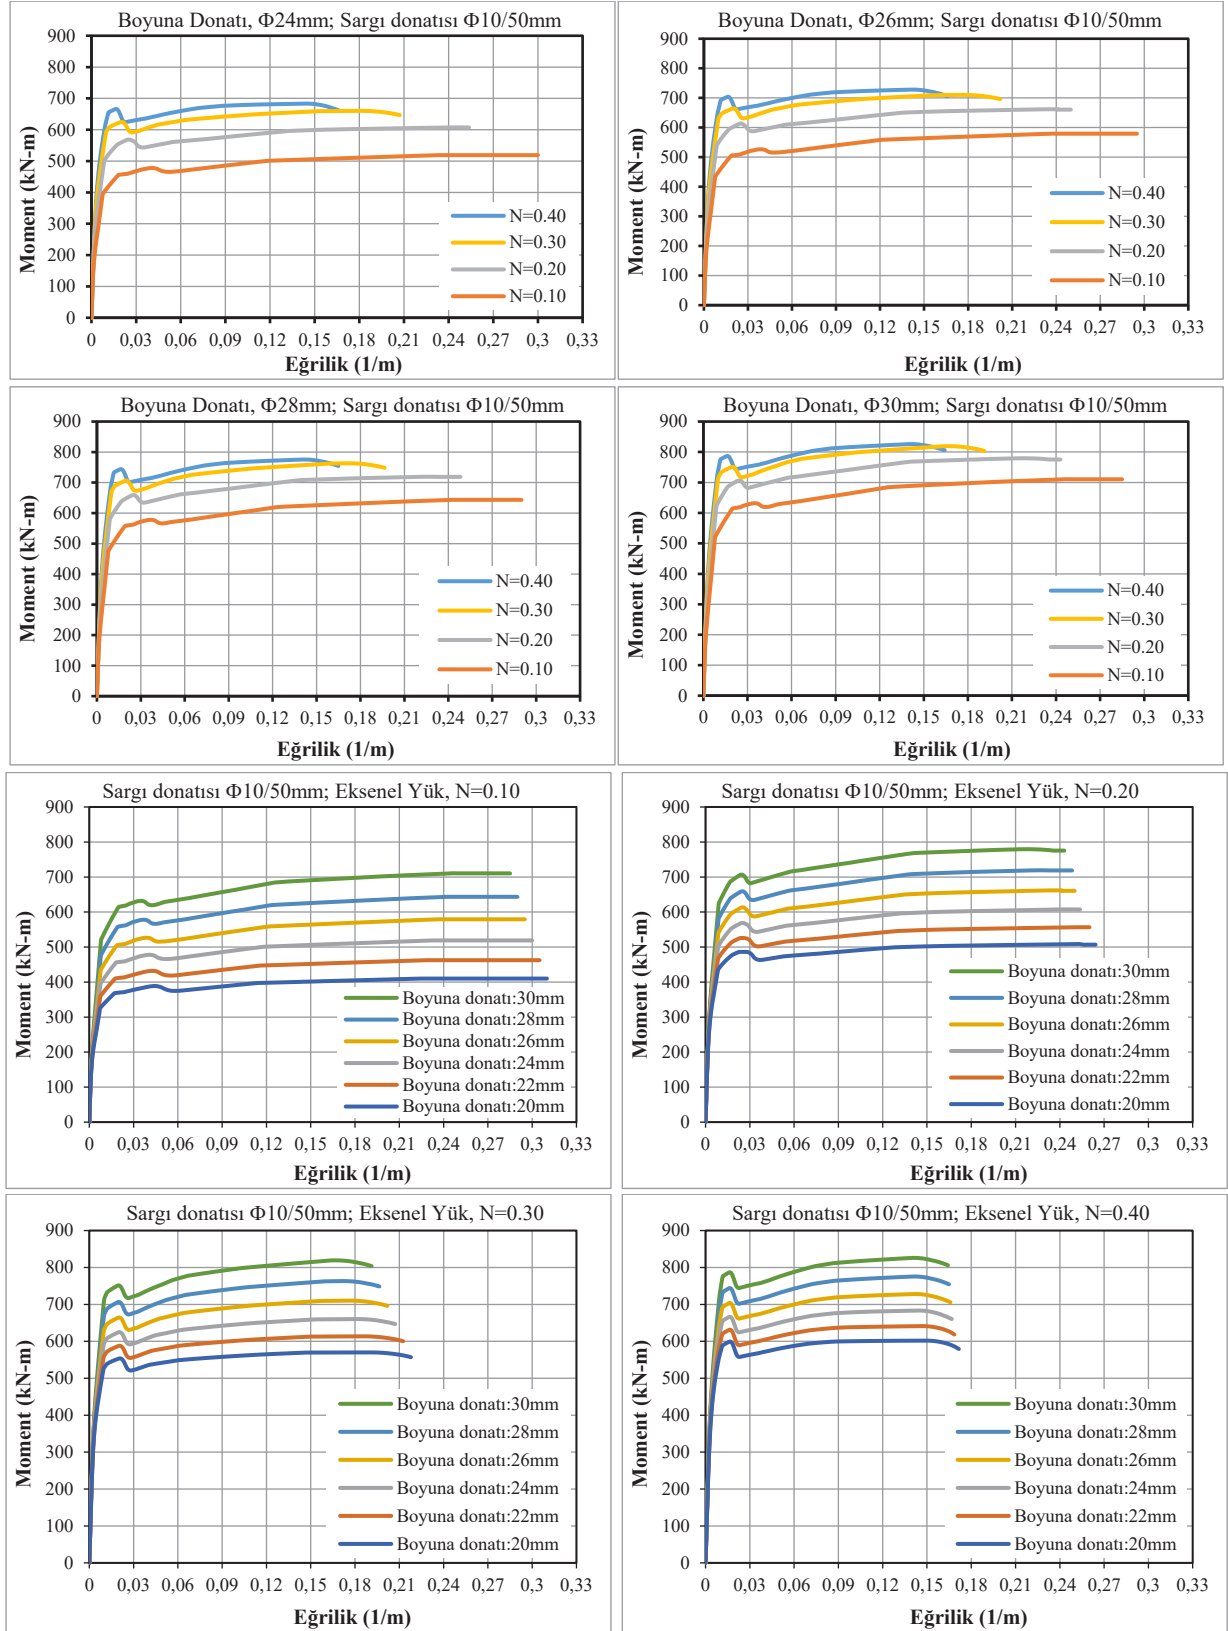 Boyuna Donatı, Φ24mm; Sargı donatısı Φ10/50mm
900
800
700
600
500
400
300
200
100
0
Moment (kN-m)
N=0.40
N=0.30
N=0.20
N=0.10
0 0,03 0,06 0,09 0,12 0,15 0,18 0,21 0,24 0,27 0,3 0,33
Eğrilik (1/m)
Boyuna Donatı, Φ26mm; Sargı donatısı Φ10/50mm
900
800
700
600
500
400
300
200
100
0
Moment (kN-m)
N=0.40
N=0.30
N=0.20
N=0.10
0 0,03 0,06 0,09 0,12 0,15 0,18 0,21 0,24 0,27 0,3 0,33
Eğrilik (1/m)
Boyuna Donatı, Φ28mm; Sargı donatısı Φ10/50mm
900
800
700
600
500
400
300
200
100
0
Moment (kN-m)
N=0.40
N=0.30
N=0.20
N=0.10
0 0,03 0,06 0,09 0,12 0,15 0,18 0,21 0,24 0,27 0,3 0,33
Eğrilik (1/m)
Boyuna Donatı, Φ30mm; Sargı donatısı Φ10/50mm
900
800
700
600
500
400
300
200
100
0
Moment (kN-m)
N=0.40
N=0.30
N=0.20
N=0.10
0 0,03 0,06 0,09 0,12 0,15 0,18 0,21 0,24 0,27 0,3 0,33
Eğrilik (1/m)
Sargı donatısı Φ10/50mm; Eksenel Yük, N=0.10
900
800
700
600
500
400
300
200
100
0
Moment (kN-m)
Boyuna donatı:30mm
Boyuna donatı:28mm
Boyuna donatı:26mm
Boyuna donatı:24mm
Boyuna donatı:22mm
Boyuna donatı:20mm
0 0,03 0,06 0,09 0,12 0,15 0,18 0,21 0,24 0,27 0,3 0,33
Eğrilik (1/m)
Sargı donatısı Φ10/50mm; Eksenel Yük, N=0.20
900
800
700
600
500
400
300
200
100
0
Moment (kN-m)
Boyuna donatı:30mm
Boyuna donatı:28mm
Boyuna donatı:26mm
Boyuna donatı:24mm
Boyuna donatı:22mm
Boyuna donatı:20mm
0 0,03 0,06 0,09 0,12 0,15 0,18 0,21 0,24 0,27 0,3 0,33
Eğrilik (1/m)
Sargı donatısı Φ10/50mm; Eksenel Yük, N=0.30
900
800
700
600
500
400
300
200
100
0
Moment (kN-m)
Boyuna donatı:30mm
Boyuna donatı:28mm
Boyuna donatı:26mm
Boyuna donatı:24mm
Boyuna donatı:22mm
Boyuna donatı:20mm
0 0,03 0,06 0,09 0,12 0,15 0,18 0,21 0,24 0,27 0,3 0,33
Eğrilik (1/m)
Sargı donatısı Φ10/50mm; Eksenel Yük, N=0.40
900
800
700
600
500
400
300
200
100
0
Moment (kN-m)
Boyuna donatı:30mm
Boyuna donatı:28mm
Boyuna donatı:26mm
Boyuna donatı:24mm
Boyuna donatı:22mm
Boyuna donatı:20mm
0 0,03 0,06 0,09 0,12 0,15 0,18 0,21 0,24 0,27 0,3 0,33
Eğrilik (1/m)